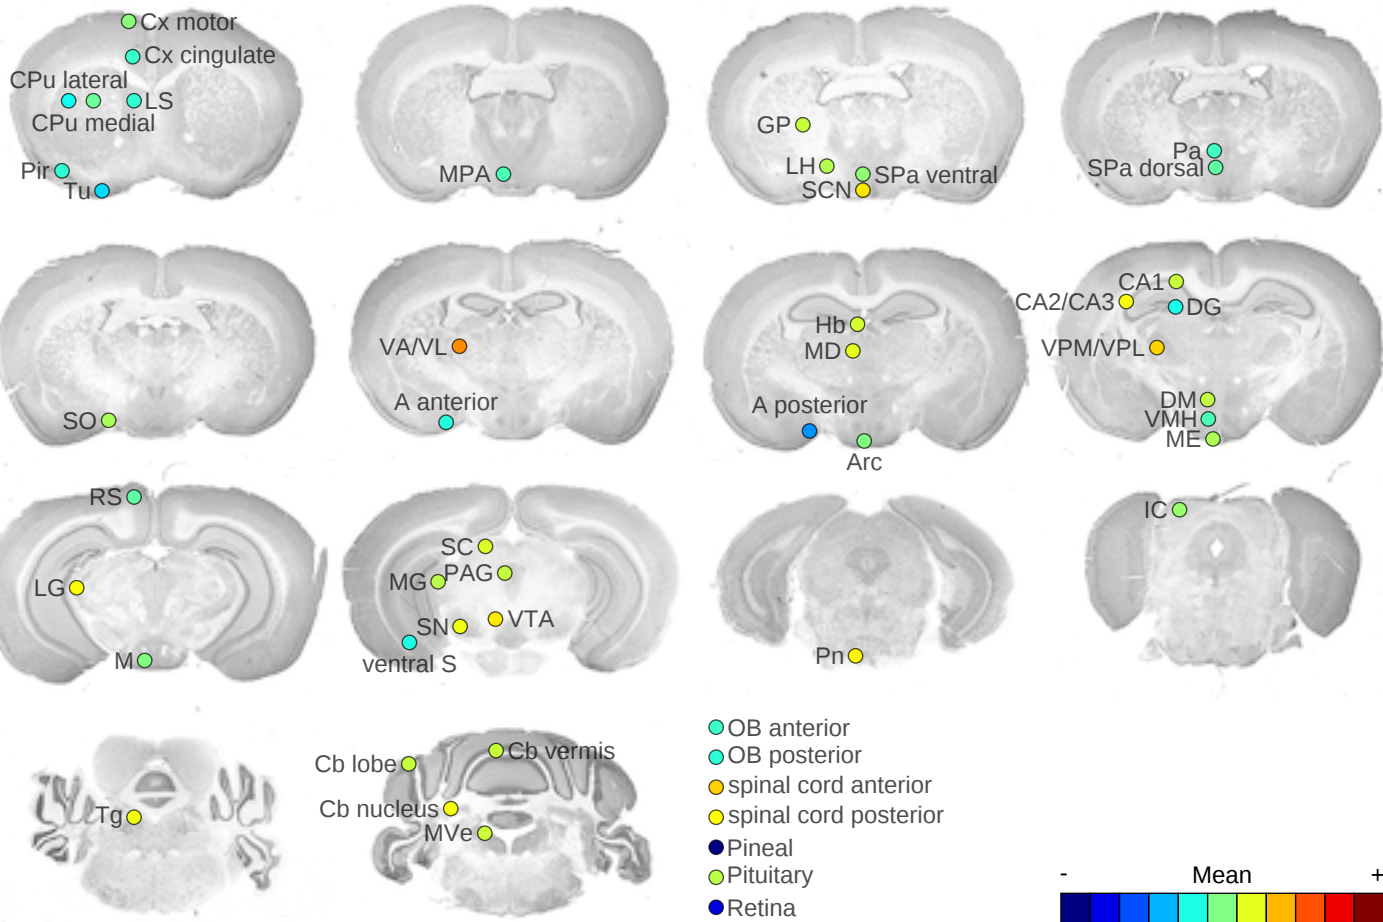 Cx motor
Cx cingulate
CPu lateral
LS
CPu medial
Pir
Tu
MPA
GP
LH
SPa ventral
SCN
Pa
SPa dorsal
SO
VA/VL
A anterior
Hb
MD
A posterior
Arc
CA1
CA2/CA3
DG
VPM/VPL
DM
VMH
ME
RS
LG
M
SC
MG
PAG
SN
VTA
ventral S
Pn
IC
Tg
Cb lobe
Cb vermis
Cb nucleus
MVe
OB anterior
OB posterior
spinal cord anterior
spinal cord posterior
Pineal
Pituitary
Retina
- Mean +